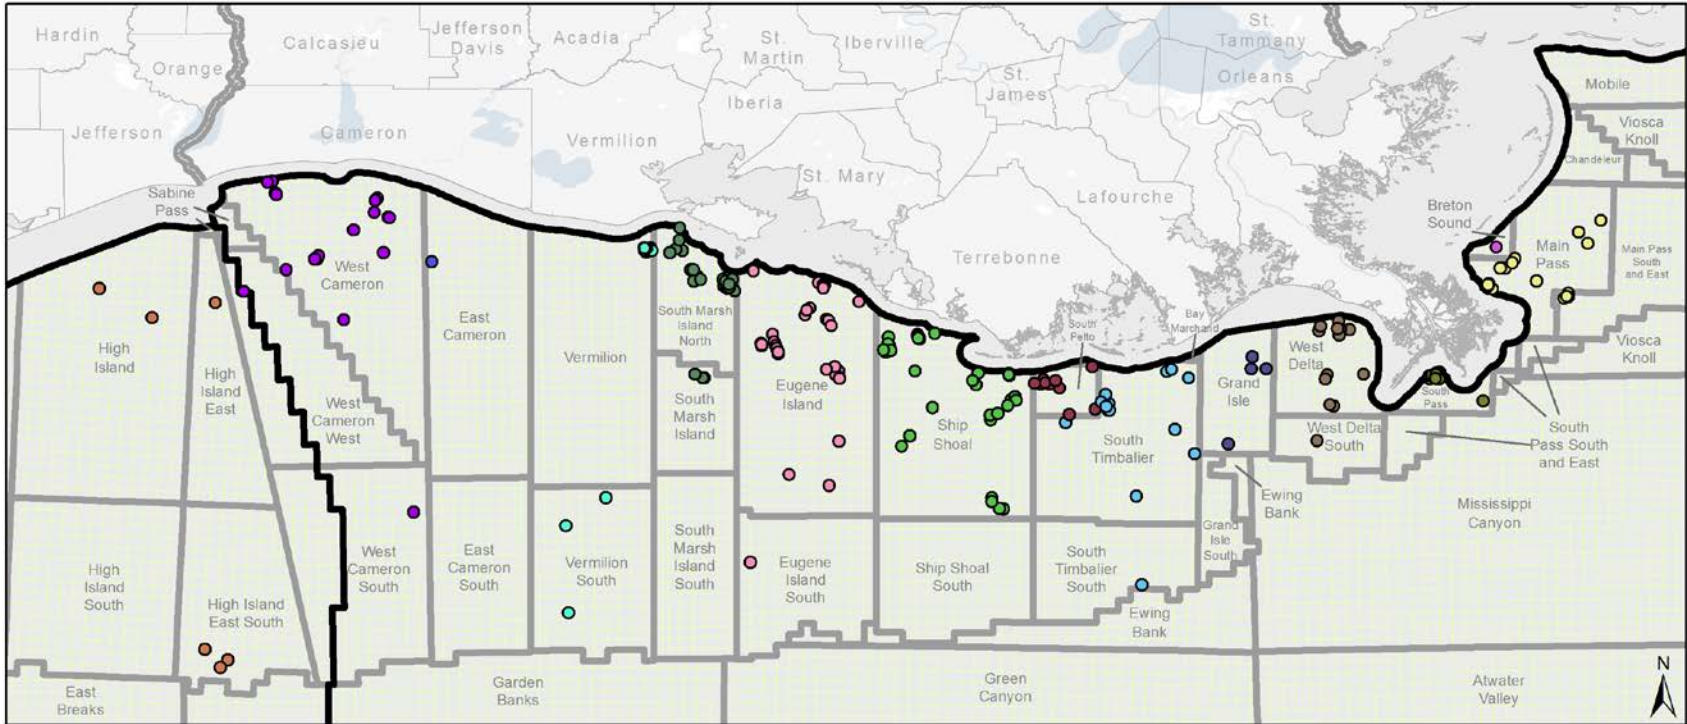 Hardin
Orange
Jefferson
Calcasieu
Jefferson
Davis
Acadia
Cameron
Vermilion
St.
Martin
Iberville
Iberia
St. Mary
St.
James
St.
Tammany
Orleans
Lafourche
Terrebonne
Sabine
Pass
Breton
Sound
Mobile
Viosca
Knoll
Chandeleur
Main
Pass
Main Pass
South
and East
Viosca
Knoll
High
Island
High
Island
East
West
Cameron
West
Cameron
West
East
Cameron
Vermilion
South Marsh
Island
North
South
Marsh
Island
Eugene
Island
Ship
Shoal
South
Pelto
Bay
Marchand
South
Timbalier
Grand
Isle
West
Delta
West Delta
South
South
Pass
South
Pass South
and East
High
Island
South
High Island
East South
West
Cameron
South
East
Cameron
South
Vermilion
South
South
Marsh
Island
South
Eugene
Island
South
Ship Shoal
South
South
Timbalier
South
Grand
Isle
South
Ewing
Bank
Ewing
Bank
Mississippi
Canyon
East
Breaks
Garden
Banks
Green
Canyon
Atwater
Valley
N